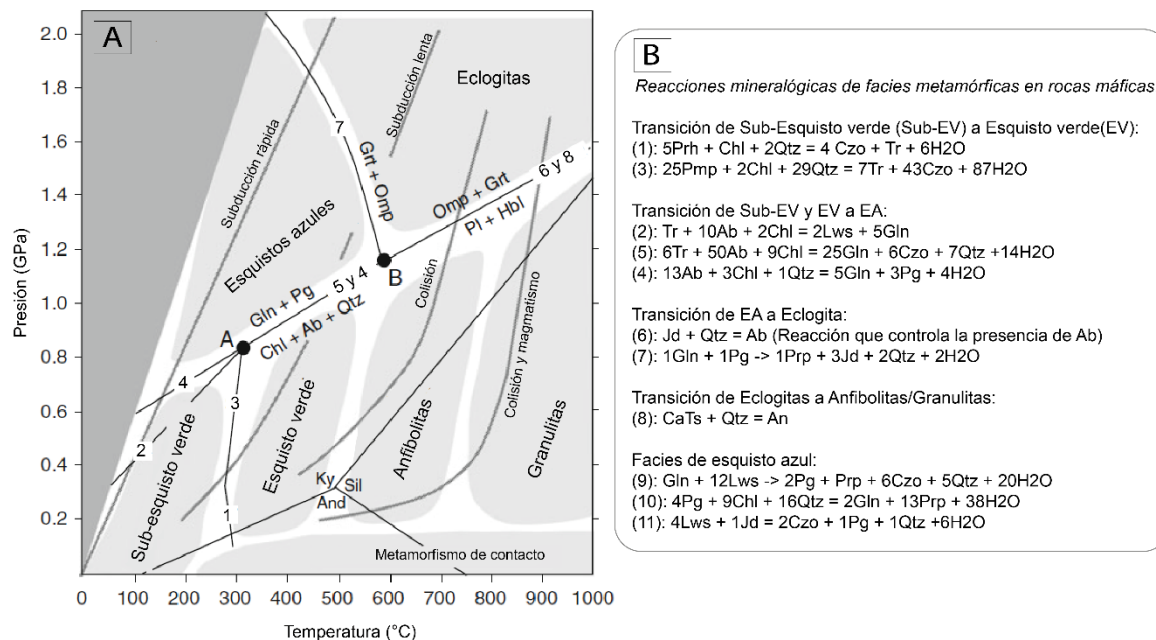 A
2.0
1.8
1.6
1.4
1.2
1.0
0.8
0.6
0.4
0.2
Presión (GPa)
0
100
200
300
400
500
600
700
800
900
1000
Temperatura (°C)
Subducción rápida
Subducción lenta
Eclogitas
7
Grt + Omp
Omp + Grt
6 y 8
Pl + Hbl
Esquistos azules
B
5 y 4
Gln + Pg
A
Chl + Ab + Qtz
Colisión
Colisión y magmatismo
4
3
2
1
Sub-esquisto verde
Esquisto verde
Anfibolitas
Granulitas
Ky
Sil
And
Metamorfismo de contacto
B
Reacciones mineralógicas de facies metamórficas en rocas máficas
Transición de Sub-Esquisto verde (Sub-EV) a Esquisto verde(EV):
(1): 5Prh + Chl + 2Qtz = 4 Czo + Tr + 6H2O
(3): 25Pmp + 2Chl + 29Qtz = 7Tr + 43Czo + 87H2O
Transición de Sub-EV y EV a EA:
(2): Tr + 10Ab + 2Chl = 2Lws + 5Gln
(5): 6Tr + 50Ab + 9Chl = 25Gln + 6Czo + 7Qtz +14H2O
(4): 13Ab + 3Chl + 1Qtz = 5Gln + 3Pg + 4H2O
Transición de EA a Eclogita:
(6): Jd + Qtz = Ab (Reacción que controla la presencia de Ab)
(7): 1Gln + 1Pg -> 1Prp + 3Jd + 2Qtz + 2H2O
Transición de Eclogitas a Anfibolitas/Granulitas:
(8): CaTs + Qtz = An
Facies de esquisto azul:
(9): Gln + 12Lws -> 2Pg + Prp + 6Czo + 5Qtz + 20H2O
(10): 4Pg + 9Chl + 16Qtz = 2Gln + 13Prp + 38H2O
(11): 4Lws + 1Jd = 2Czo + 1Pg + 1Qtz +6H2O